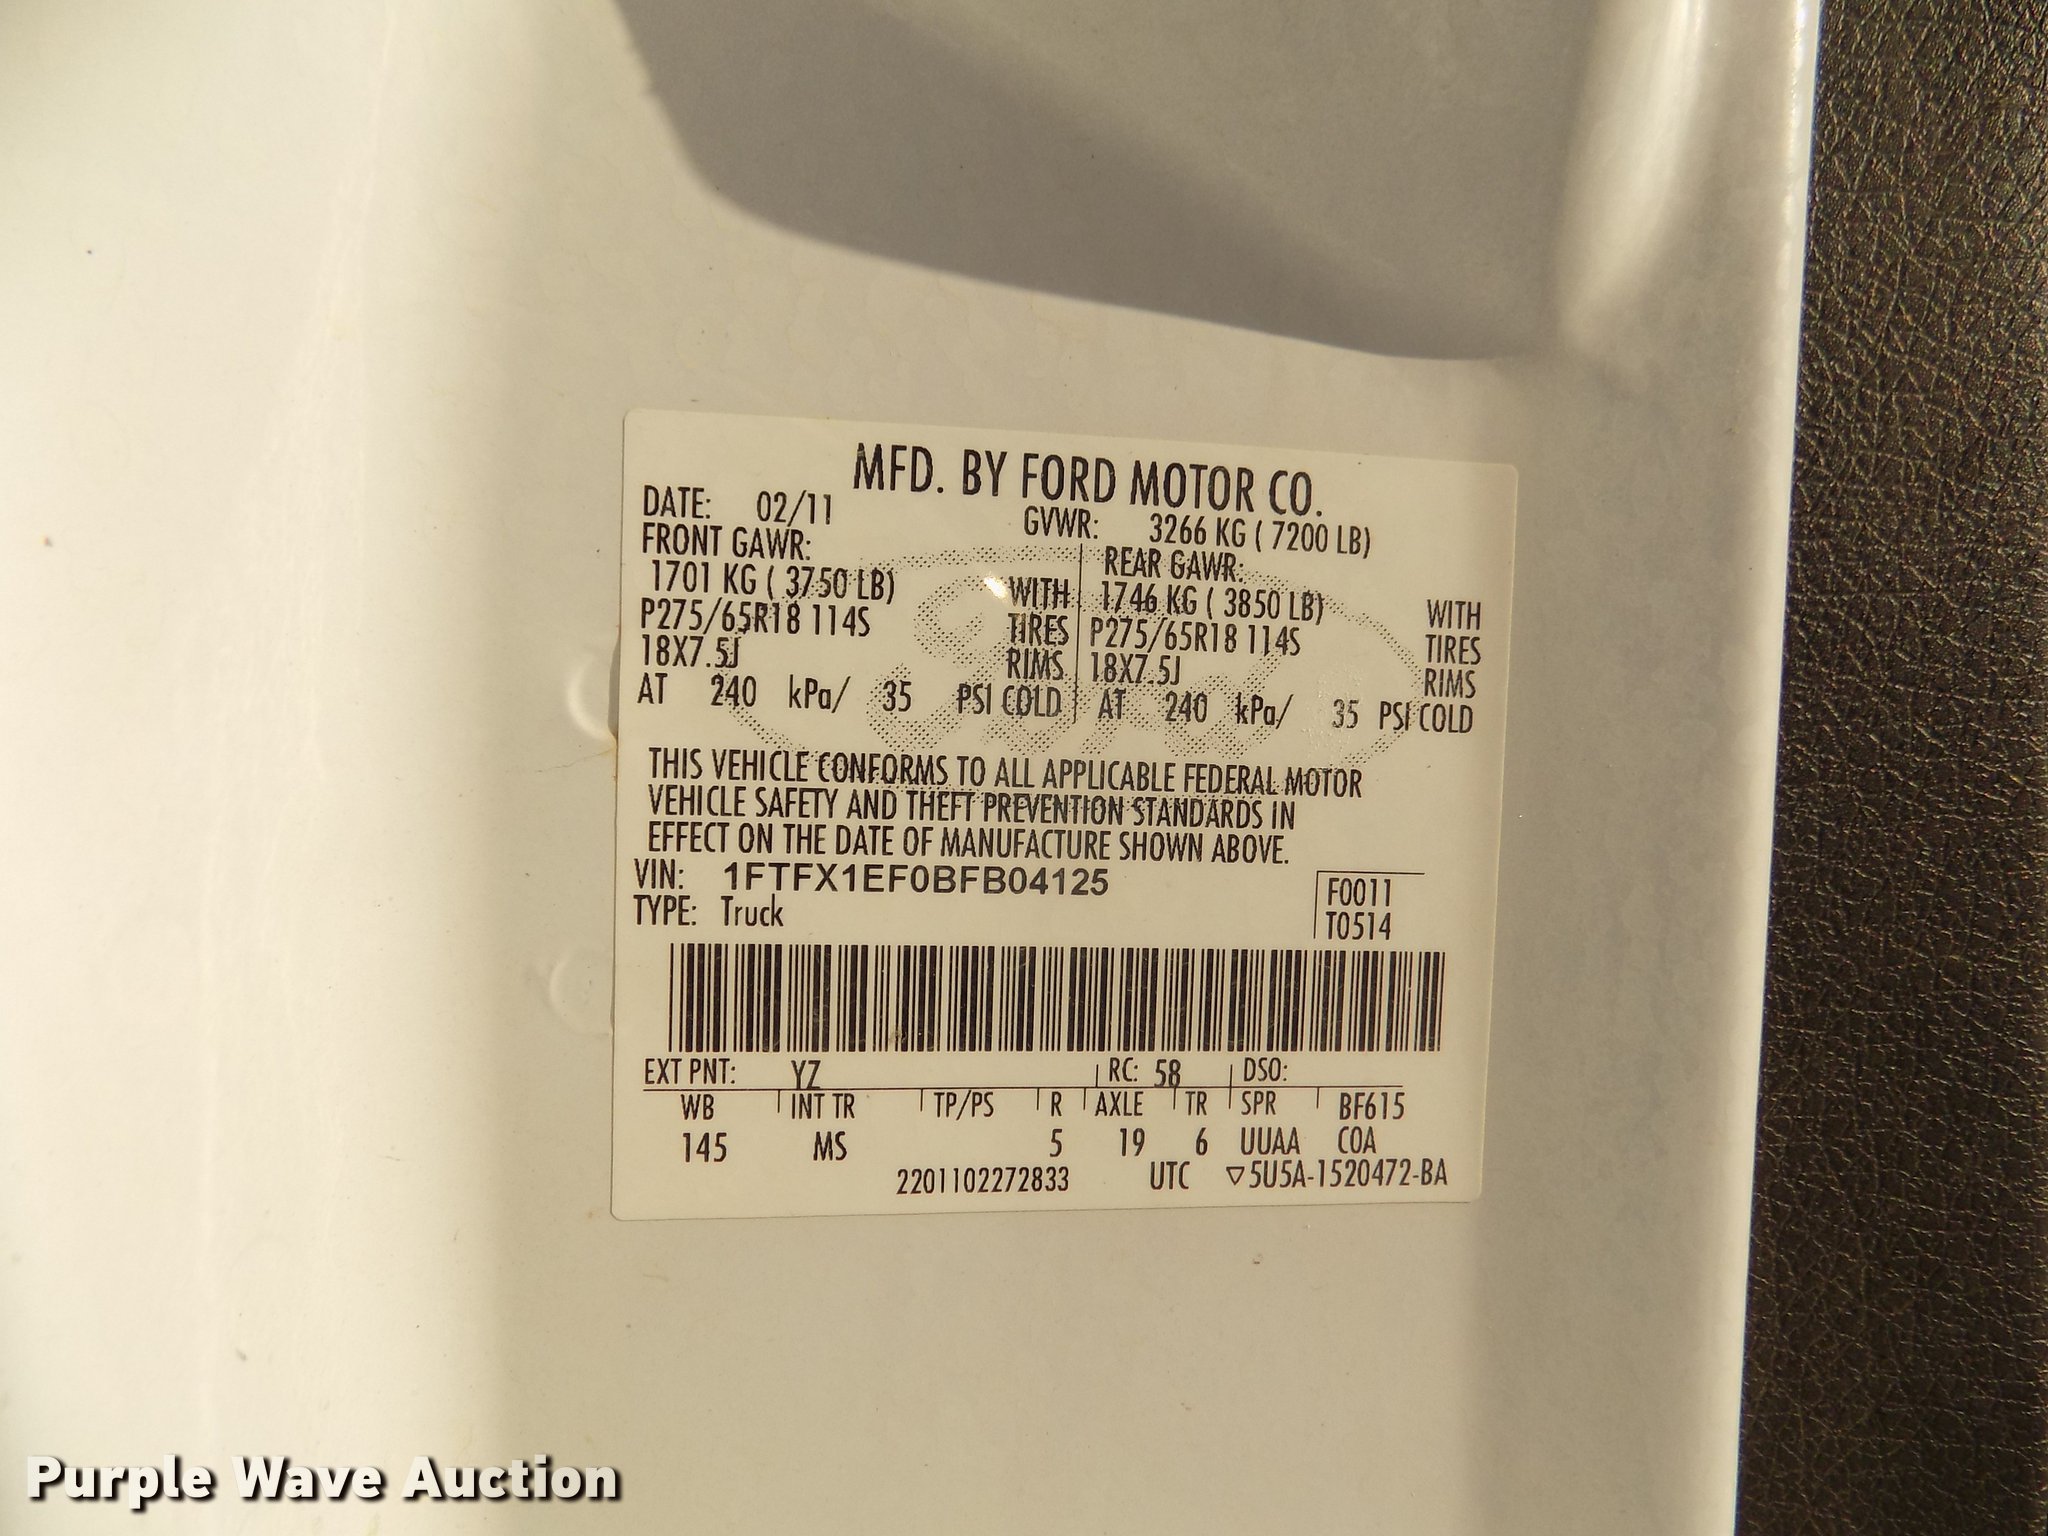 MFD. BY FORD MOTOR CO.
DATE: 02/11 GVWR: 3266 KG ( 7200 LB)
FRONT GAWR: REAR GAWR:
1701 KG ( 3750 LB) WITH 1746 KG ( 3850 LB) WITH
P275/65R18 114S TIRES P275/65R18 114S TIRES
18X7.5J RIMS 18X7.5J RIMS
AT 240 kPa/ 35 PSI COLD AT 240 kPa/ 35 PSI COLD
THIS VEHICLE CONFORMS TO ALL APPLICABLE FEDERAL MOTOR
VEHICLE SAFETY AND THEFT PREVENTION STANDARDS IN
EFFECT ON THE DATE OF MANUFACTURE SHOWN ABOVE.
VIN: 1FTFX1EF0BFB04125 F0011
TYPE: Truck T0514
EXT PNT: YZ RC: 58 DSO:
WB INT TR TP/PS R AXLE TR SPR BF615
145 MS 5 19 6 UUAA COA
2201102272833 UTC ▽5U5A-1520472-BA
Purple Wave Auction